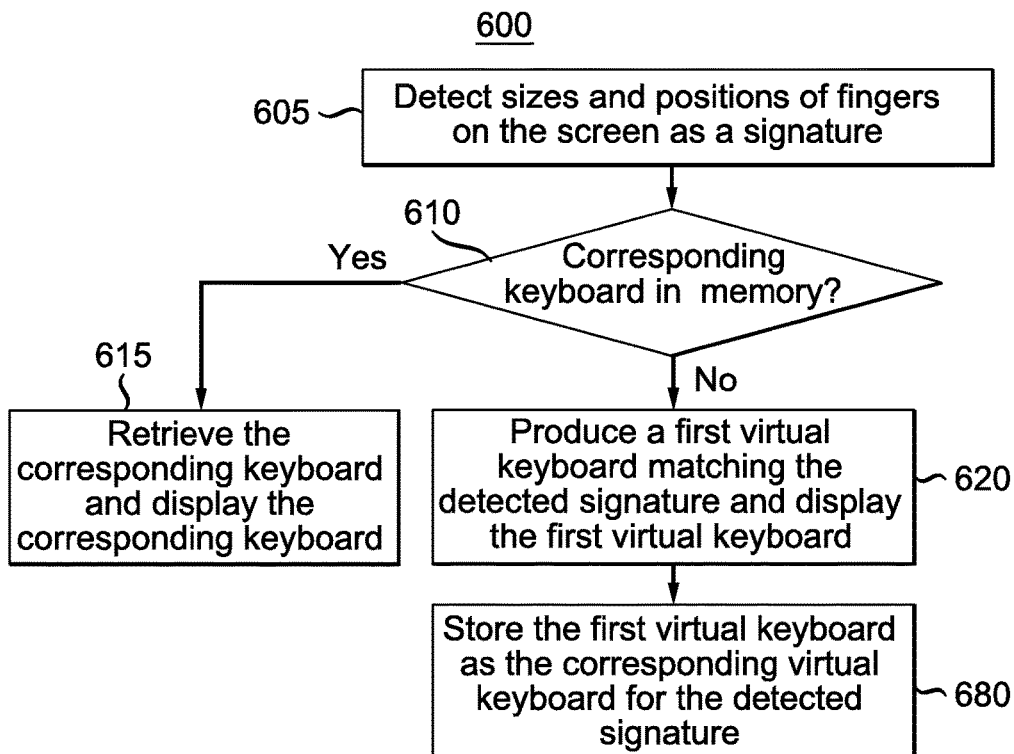 600
605
Detect sizes and positions of fingers
on the screen as a signature
610
Yes
Corresponding
keyboard in memory?
615
No
Retrieve the
corresponding keyboard
and display the
corresponding keyboard
Produce a first virtual
keyboard matching the
detected signature and display
the first virtual keyboard
620
Store the first virtual keyboard
as the corresponding virtual
keyboard for the detected
signature
680